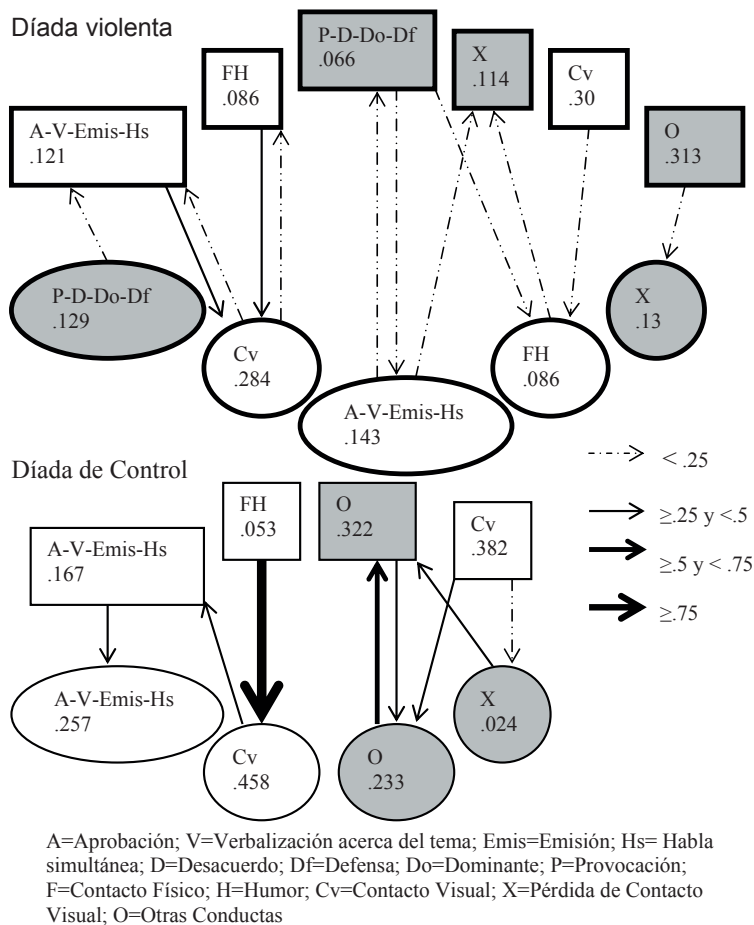 Díada violenta
P-D-Do-Df
.066
X
.114
FH
.086
Cv
.30
A-V-Emis-Hs
.121
O
.313
P-D-Do-Df
.129
X
.13
Cv
.284
FH
.086
A-V-Emis-Hs
.143
< .25
Díada de Control
≥.25 y <.5
≥.5 y < .75
≥.75
FH
.053
O
.322
Cv
.382
A-V-Emis-Hs
.167
A-V-Emis-Hs
.257
X
.024
Cv
.458
O
.233
A=Aprobación; V=Verbalización acerca del tema; Emis=Emisión; Hs= Habla
simultánea; D=Desacuerdo; Df=Defensa; Do=Dominante; P=Provocación;
F=Contacto Físico; H=Humor; Cv=Contacto Visual; X=Pérdida de Contacto
Visual; O=Otras Conductas